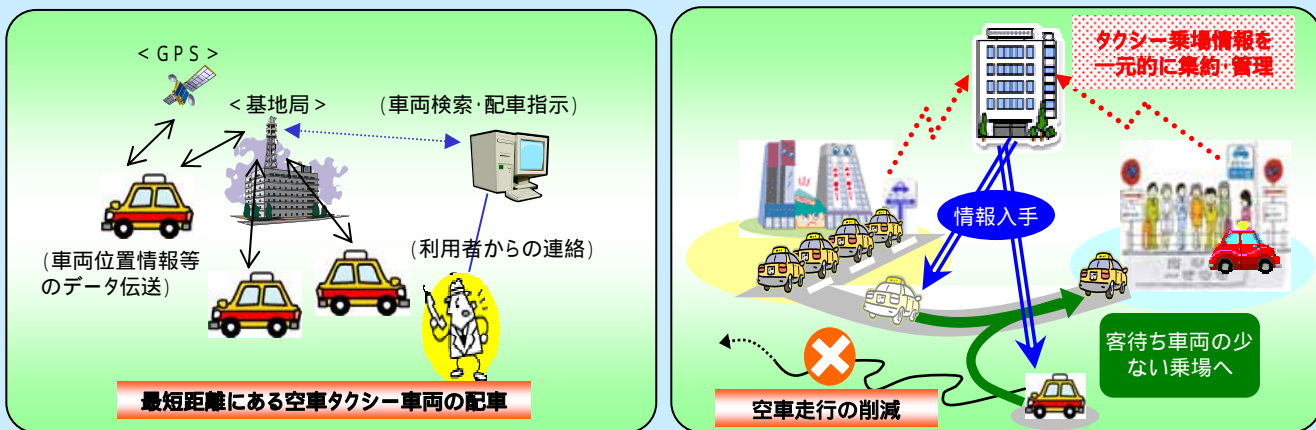 <GPS>
<基地局>
(車両検索･配車指示)
(車両位置情報等
のデータ伝送)
(利用者からの連絡)
最短距離にある空車タクシー車両の配車
タクシー乗場情報を
一元的に集約･管理
情報入手
客待ち車両の少
ない乗場へ
空車走行の削減